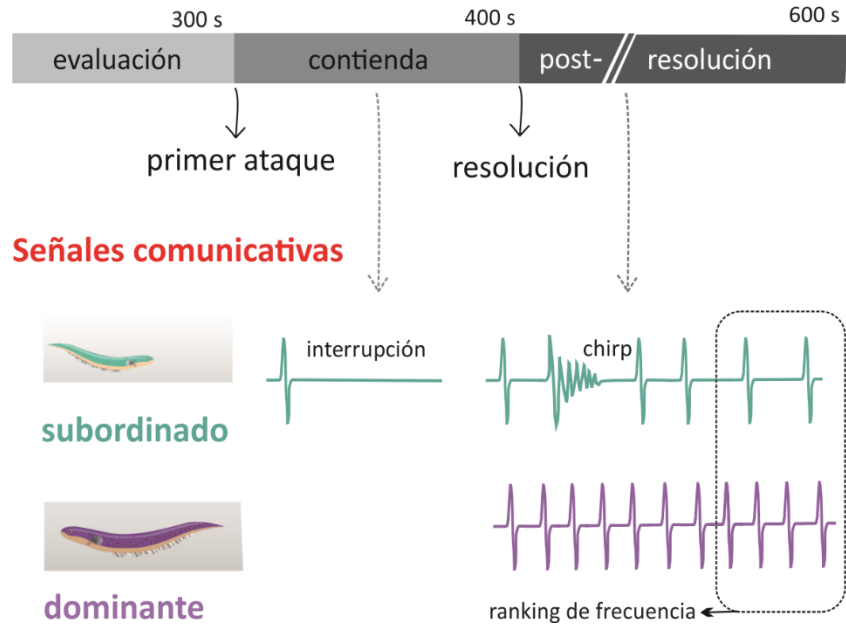 300 s
400 s
600 s
evaluación
contienda
post-
resolución
primer ataque
resolución
Señales comunicativas
interrupción
chirp
subordinado
dominante
ranking de frecuencia